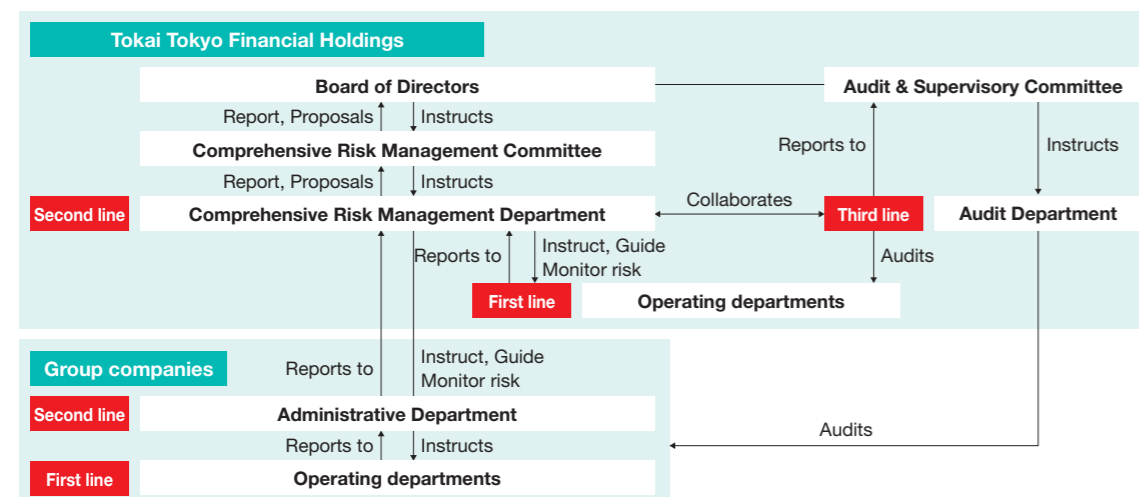 Tokai Tokyo Financial Holdings
Board of Directors
Audit & Supervisory Committee
Report, Proposals
Instructs
Comprehensive Risk Management Committee
Reports to
Instructs
Report, Proposals
Instructs
Second line
Comprehensive Risk Management Department
Collaborates
Third line
Audit Department
Reports to
Instruct, Guide
Monitor risk
Audits
First line
Operating departments
Group companies
Reports to
Instruct, Guide
Monitor risk
Second line
Administrative Department
Audits
Reports to
Instructs
First line
Operating departments